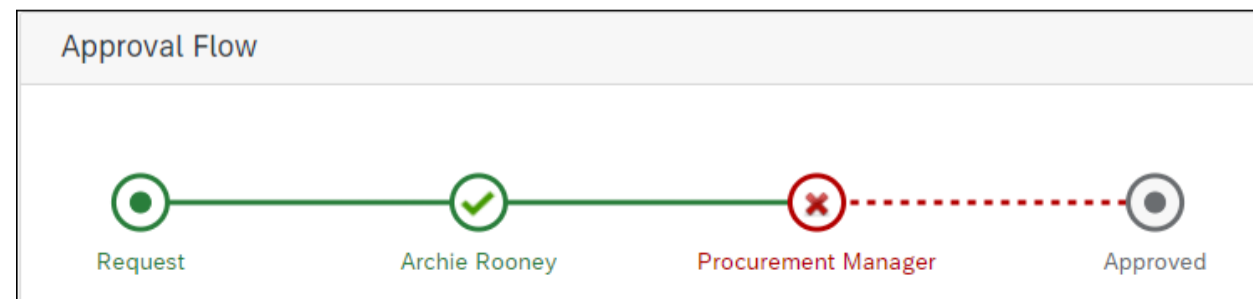 Approval Flow
Request
Archie Rooney
Procurement Manager
Approved